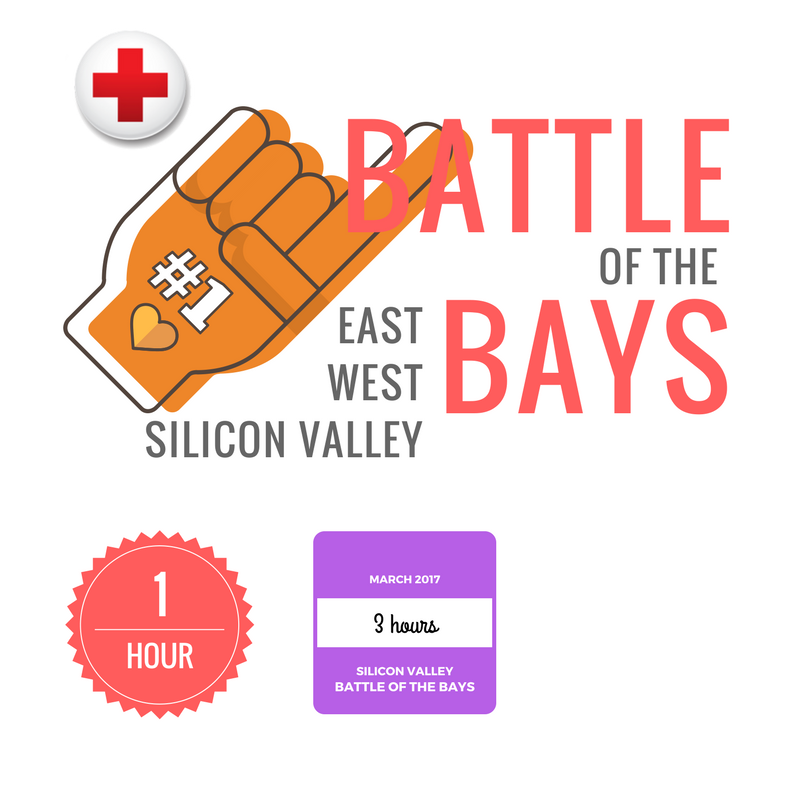 BATTLE
OF THE
BAYS
EAST
WEST
SILICON VALLEY
#1
1
HOUR
MARCH 2017
3 hours
SILICON VALLEY
BATTLE OF THE BAYS